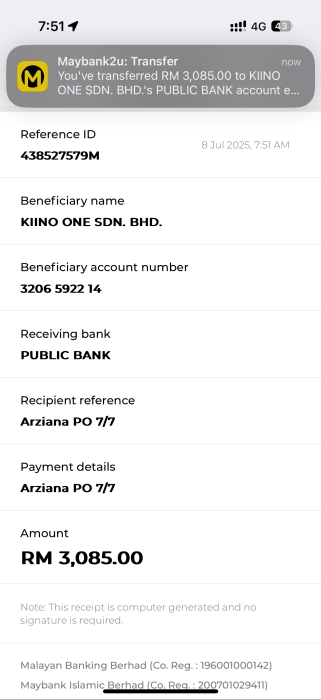 7:51
4G 43
Maybank2u: Transfer now
You've transferred RM 3,085.00 to KIINO
ONE SDN. BHD.'s PUBLIC BANK account e...
Reference ID
438527579M
8 Jul 2025, 7:51 AM
Beneficiary name
KIINO ONE SDN. BHD.
Beneficiary account number
3206 5922 14
Receiving bank
PUBLIC BANK
Recipient reference
Arziana PO 7/7
Payment details
Arziana PO 7/7
Amount
RM 3,085.00
Note: This receipt is computer generated and no
signature is required.
Malayan Banking Berhad (Co. Reg. : 196001000142)
Maybank Islamic Berhad (Co. Reg. : 200701029411)